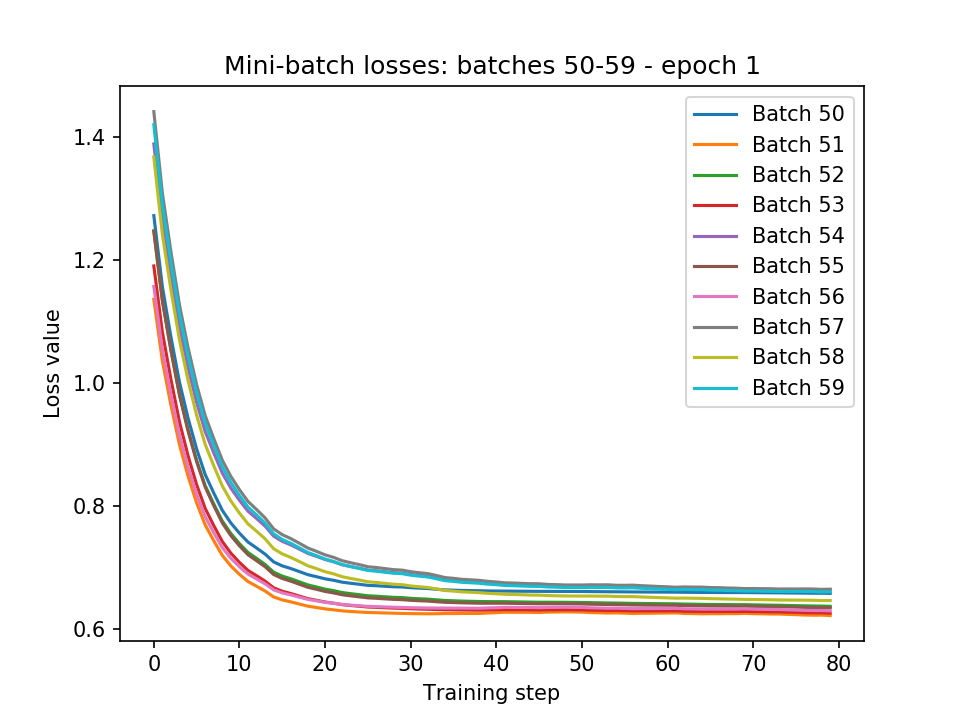 Mini-batch losses: batches 50-59 - epoch 1
Loss value
1.4
1.2
1.0
0.8
0.6
Batch 50
Batch 51
Batch 52
Batch 53
Batch 54
Batch 55
Batch 56
Batch 57
Batch 58
Batch 59
0 10 20 30 40 50 60 70 80
Training step